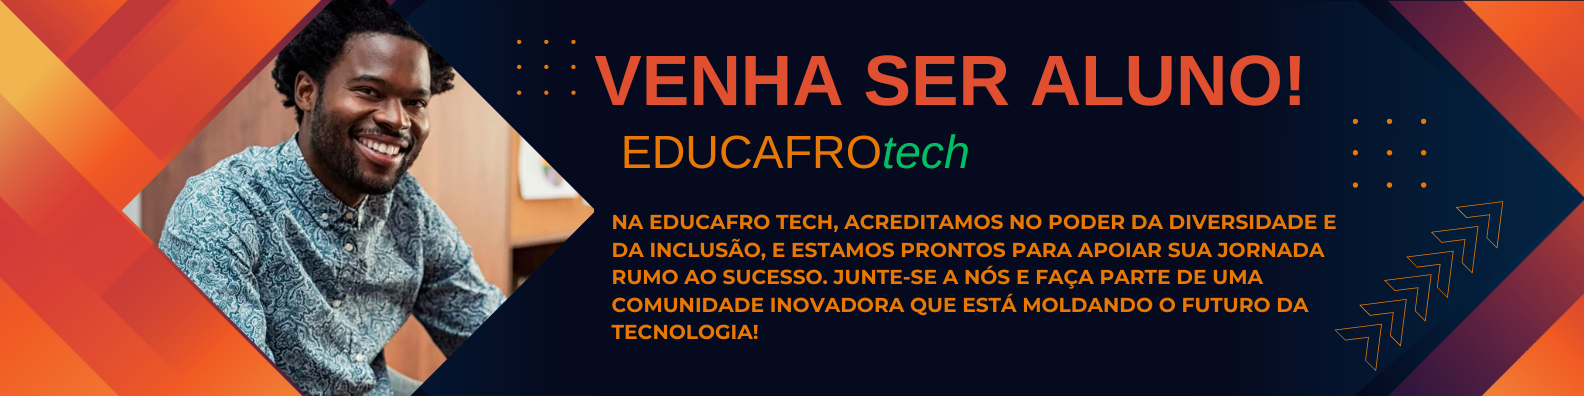 VENHA SER ALUNO!
EDUCAFROtech
NA EDUCAFRO TECH, ACREDITAMOS NO PODER DA DIVERSIDADE E
DA INCLUSÃO, E ESTAMOS PRONTOS PARA APOIAR SUA JORNADA
RUMO AO SUCESSO. JUNTE-SE A NÓS E FAÇA PARTE DE UMA
COMUNIDADE INOVADORA QUE ESTÁ MOLDANDO O FUTURO DA
TECNOLOGIA!